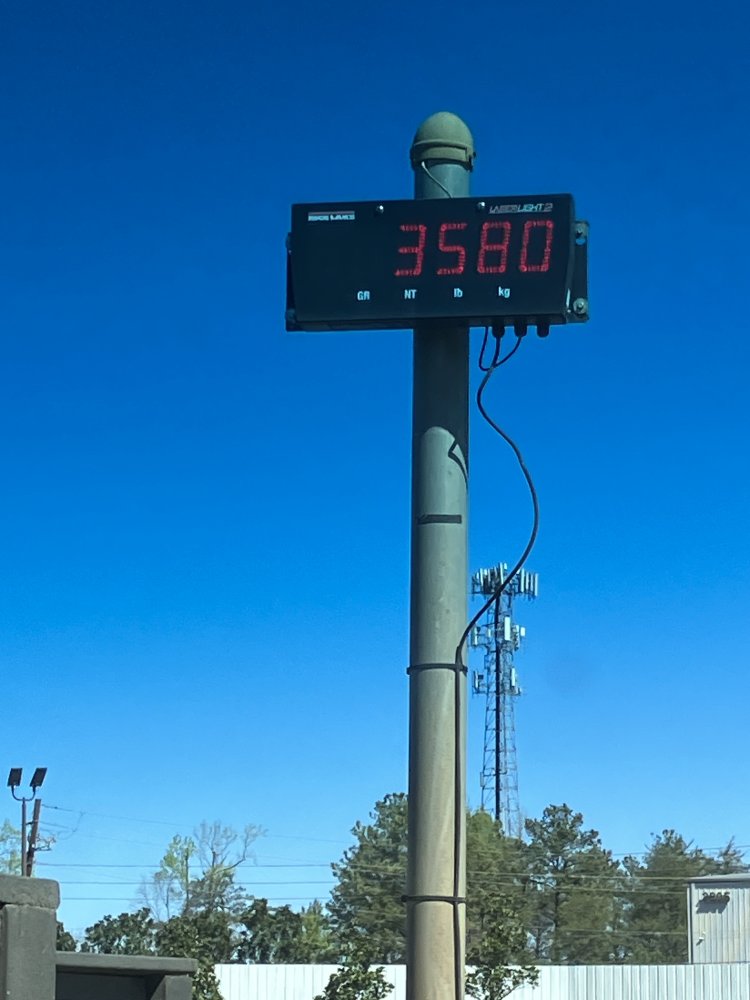 RICE LAKE
LASERLIGHT2
3580
GR NT lb kg